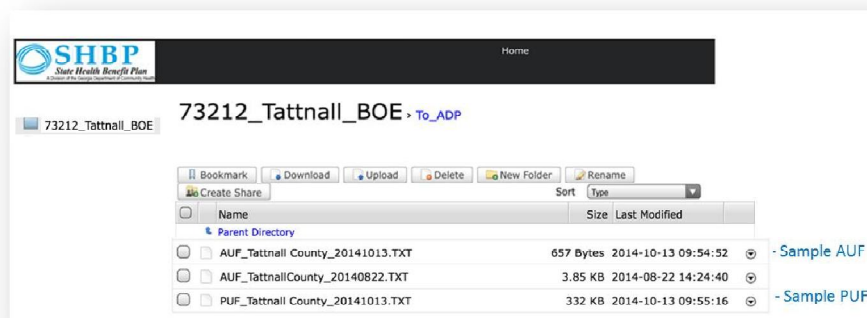 SHBP
State Health Benefit Plan
A Division of the Georgia Department of Community Health
Home
73212_Tattnall_BOE
73212_Tattnall_BOE › To_ADP
Bookmark Download Upload Delete New Folder Rename
Create Share Sort Type
Name Size Last Modified
Parent Directory
AUF_Tattnall County_20141013.TXT 657 Bytes 2014-10-13 09:54:52 - Sample AUF
AUF_TattnallCounty_20140822.TXT 3.85 KB 2014-08-22 14:24:40
PUF_Tattnall County_20141013.TXT 332 KB 2014-10-13 09:55:16 - Sample PUF